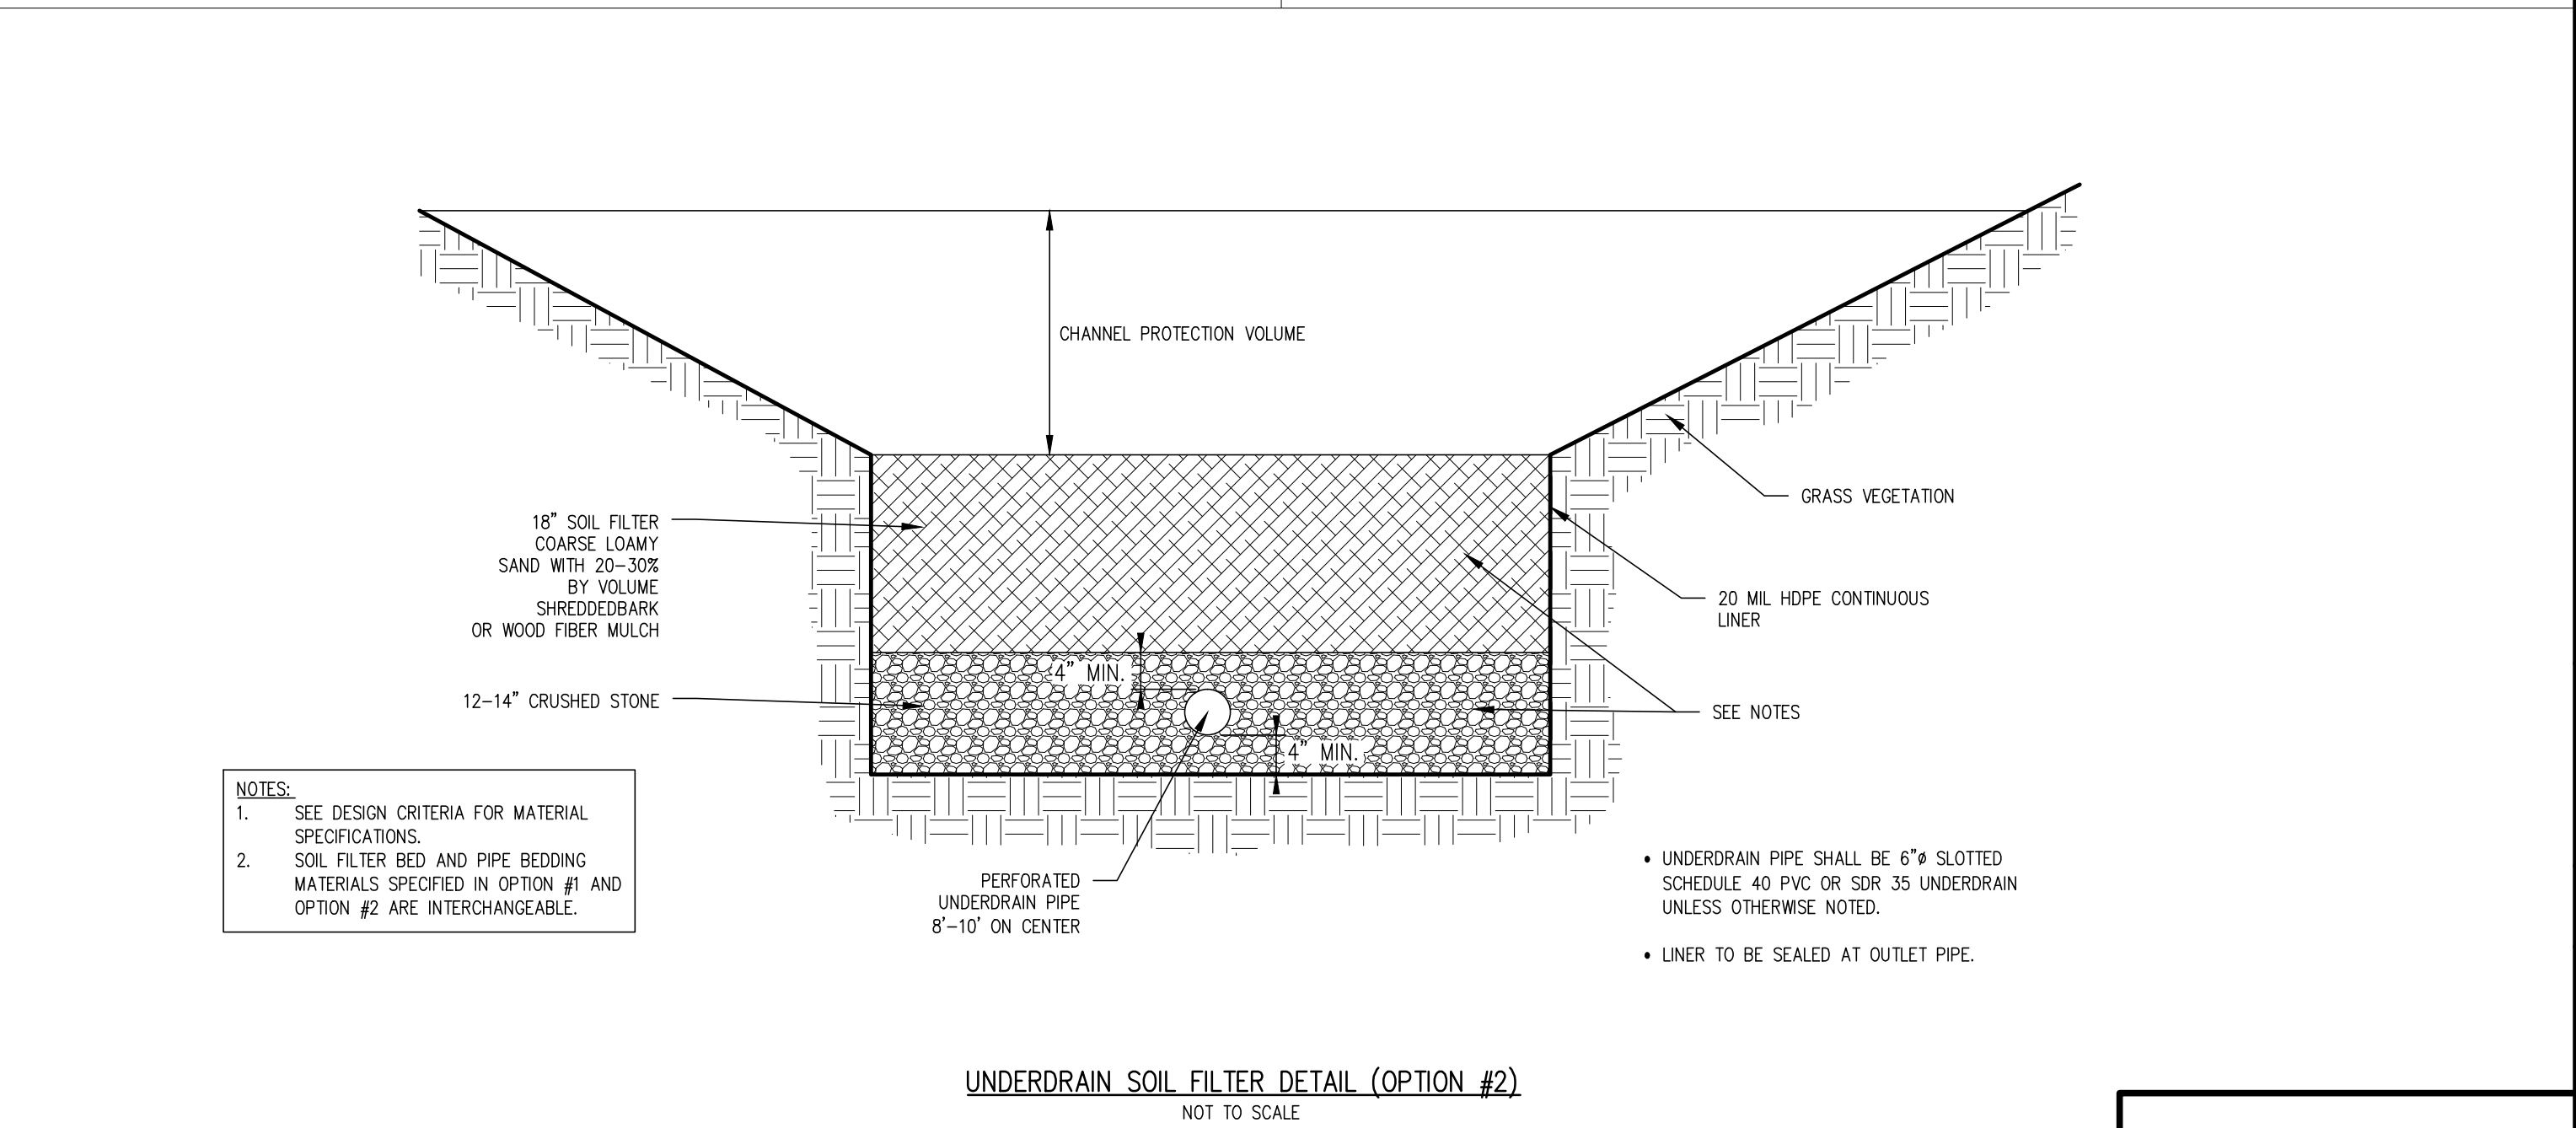 CHANNEL PROTECTION VOLUME
GRASS VEGETATION
18" SOIL FILTER
COARSE LOAMY
SAND WITH 20-30%
BY VOLUME
SHREDDEDBARK
OR WOOD FIBER MULCH
20 MIL HDPE CONTINUOUS
LINER
4" MIN.
12-14" CRUSHED STONE
SEE NOTES
4" MIN.
NOTES:
1. SEE DESIGN CRITERIA FOR MATERIAL
SPECIFICATIONS.
2. SOIL FILTER BED AND PIPE BEDDING
MATERIALS SPECIFIED IN OPTION #1 AND
OPTION #2 ARE INTERCHANGEABLE.
PERFORATED
UNDERDRAIN PIPE
8'-10' ON CENTER
• UNDERDRAIN PIPE SHALL BE 6"ø SLOTTED
SCHEDULE 40 PVC OR SDR 35 UNDERDRAIN
UNLESS OTHERWISE NOTED.
• LINER TO BE SEALED AT OUTLET PIPE.
UNDERDRAIN SOIL FILTER DETAIL (OPTION #2)
NOT TO SCALE